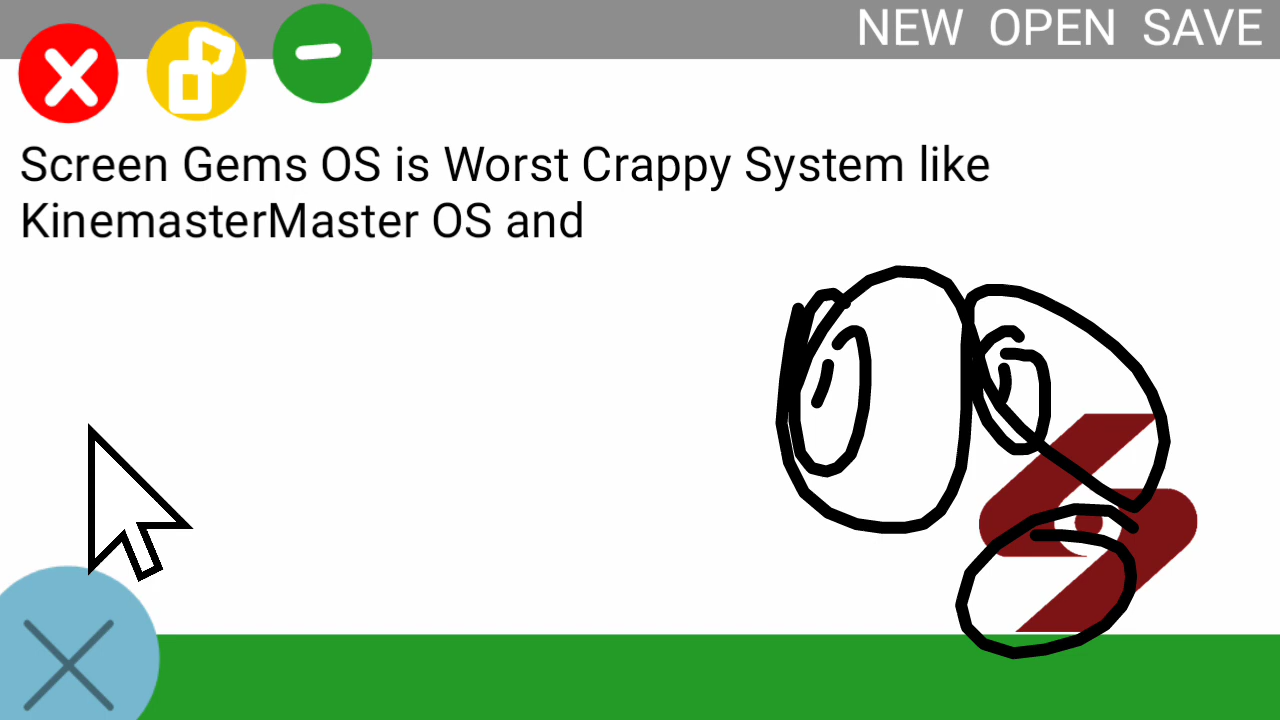 NEW OPEN SAVE
Screen Gems OS is Worst Crappy System like
KinemasterMaster OS and